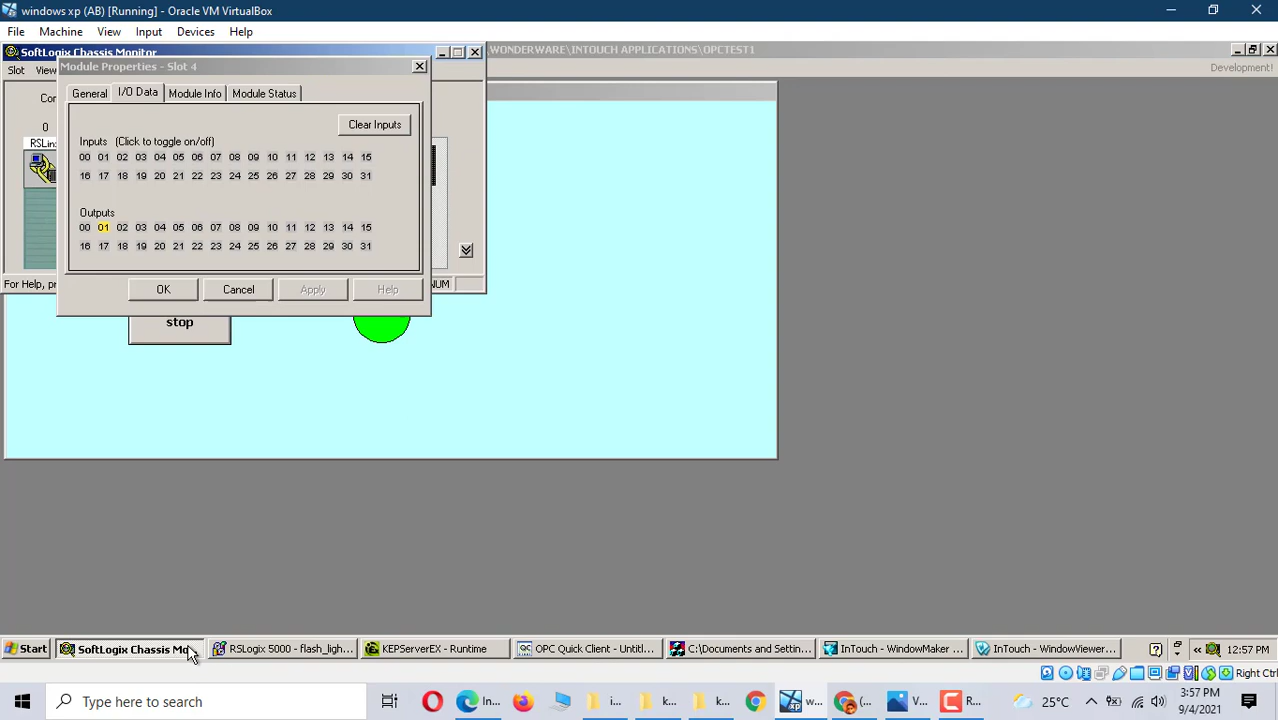 windows xp (AB) [Running] - Oracle VM VirtualBox
File Machine View Input Devices Help
SoftLogix Chassis Monitor
WONDERWARE\INTOUCH APPLICATIONS\OPCTEST1
Slot View
Development!
Module Properties - Slot 4
General I/O Data Module Info Module Status
Clear Inputs
Inputs (Click to toggle on/off)
00 01 02 03 04 05 06 07 08 09 10 11 12 13 14 15
16 17 18 19 20 21 22 23 24 25 26 27 28 29 30 31
Outputs
00 01 02 03 04 05 06 07 08 09 10 11 12 13 14 15
16 17 18 19 20 21 22 23 24 25 26 27 28 29 30 31
OK Cancel Apply Help
0
For Help, NUM
stop
Start SoftLogix Chassis Mo RSLogix 5000 - flash_ligh... KEPServerEX - Runtime OPC Quick Client - Untitl... C:\Documents and Settin... InTouch - WindowMaker ... InTouch - WindowViewer... 12:57 PM
Right Ctrl
Type here to search In... i... k... k... w... (... V... R... 25°C 3:57 PM
9/4/2021